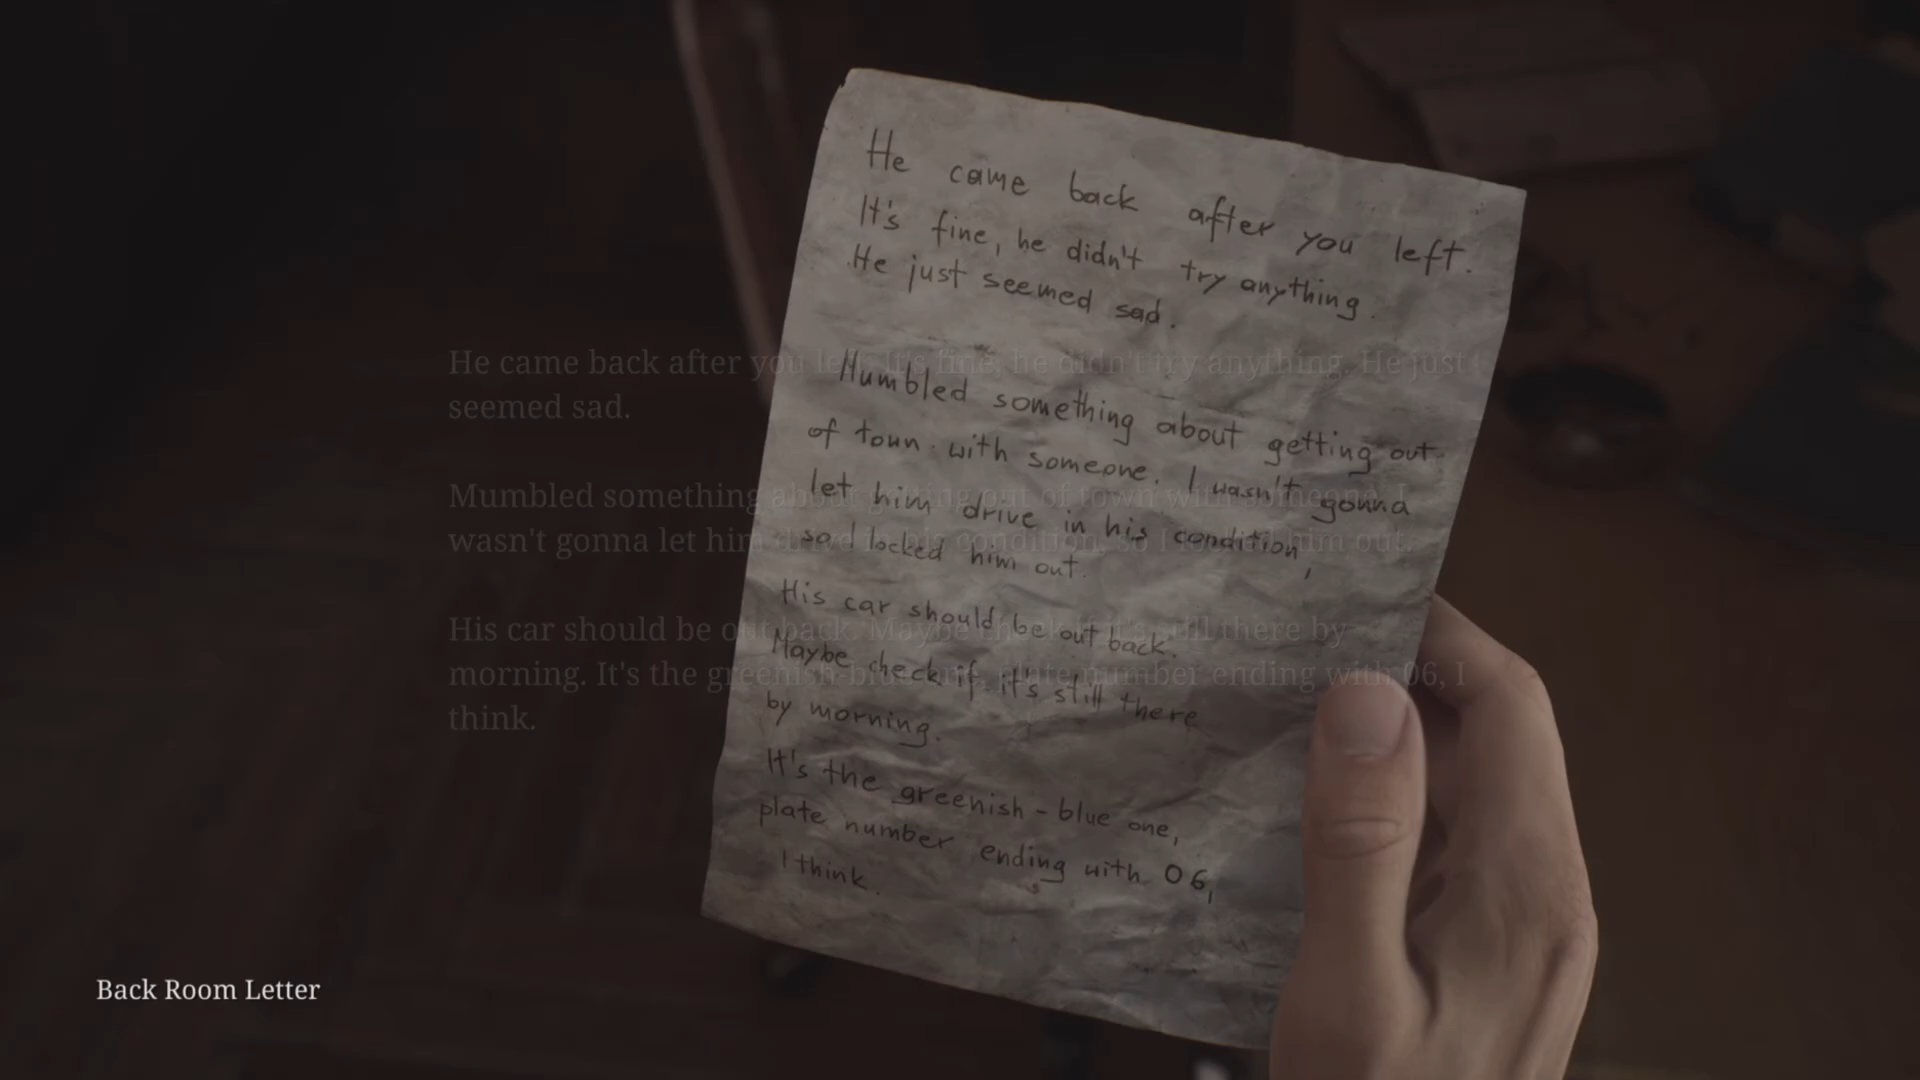 He came back after you left.
It's fine, he didn't try anything.
He just seemed sad.
Mumbled something about getting out
of town with someone. I wasn't gonna
let him drive in his condition,
so I locked him out.
His car should be out back.
Maybe check if it's still there
by morning.
It's the greenish-blue one,
plate number ending with 06,
I think.
He came back after you left. It's fine, he didn't try anything. He just
seemed sad.
Mumbled something about getting out of town with someone. I
wasn't gonna let him drive in his condition, so I locked him out.
His car should be out back. Maybe check if it's still there by
morning. It's the greenish-blue one, plate number ending with 06, I
think.
Back Room Letter